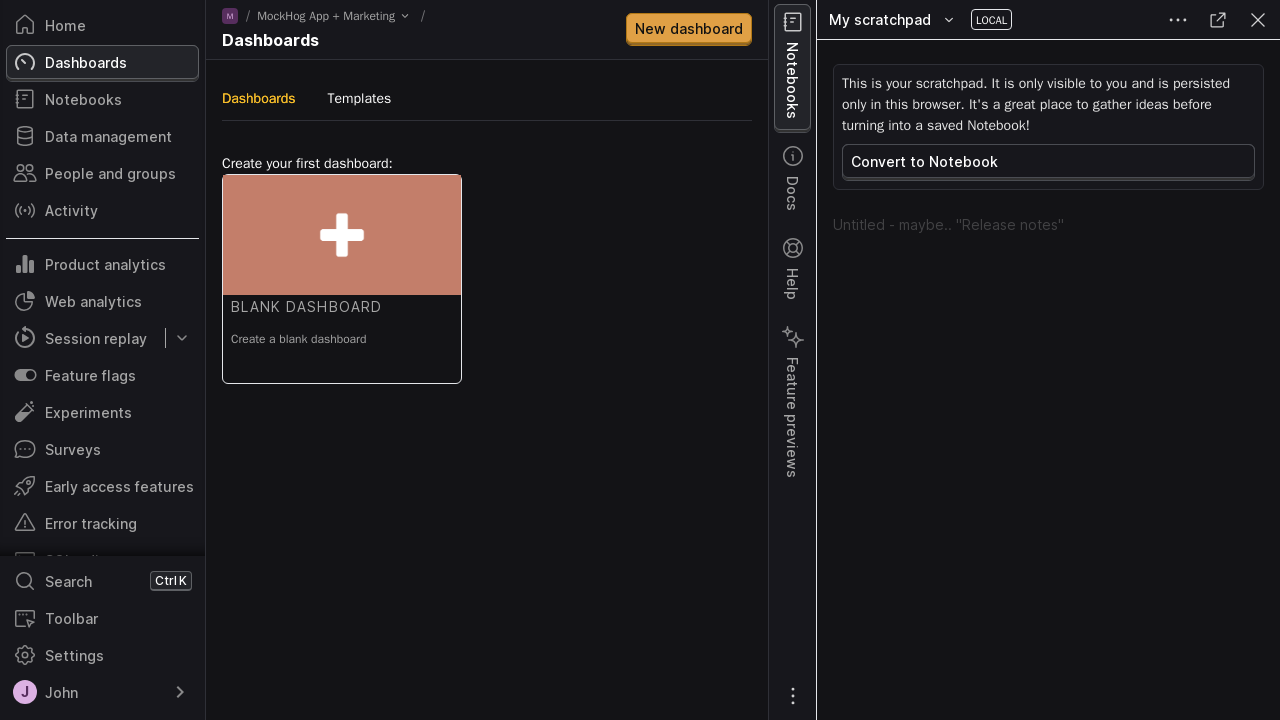 Home
Dashboards
Notebooks
Data management
People and groups
Activity
Product analytics
Web analytics
Session replay
Feature flags
Experiments
Surveys
Early access features
Error tracking
Search Ctrl K
Toolbar
Settings
J John
M / MockHog App + Marketing /
Dashboards
New dashboard
Dashboards Templates
Create your first dashboard:
BLANK DASHBOARD
Create a blank dashboard
Notebooks
Docs
Help
Feature previews
My scratchpad LOCAL
This is your scratchpad. It is only visible to you and is persisted
only in this browser. It's a great place to gather ideas before
turning into a saved Notebook!
Convert to Notebook
Untitled - maybe.. "Release notes"